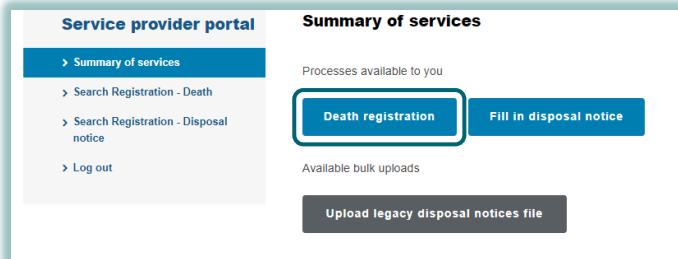 Service provider portal
Summary of services
Search Registration - Death
Search Registration - Disposal
notice
Log out
Summary of services
Processes available to you
Death registration
Fill in disposal notice
Available bulk uploads
Upload legacy disposal notices file